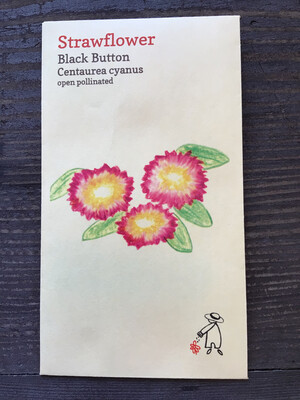 Strawflower
Black Button
Centaurea cyanus
open pollinated